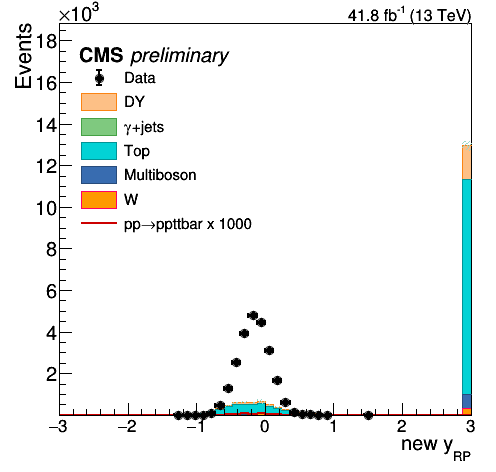 ×10³
41.8 fb⁻¹ (13 TeV)
Events
CMS preliminary
Data
DY
γ+jets
Top
Multiboson
W
pp→ppttbar x 1000
18
16
14
12
10
8
6
4
2
−3 −2 −1 0 1 2 3
new y_RP